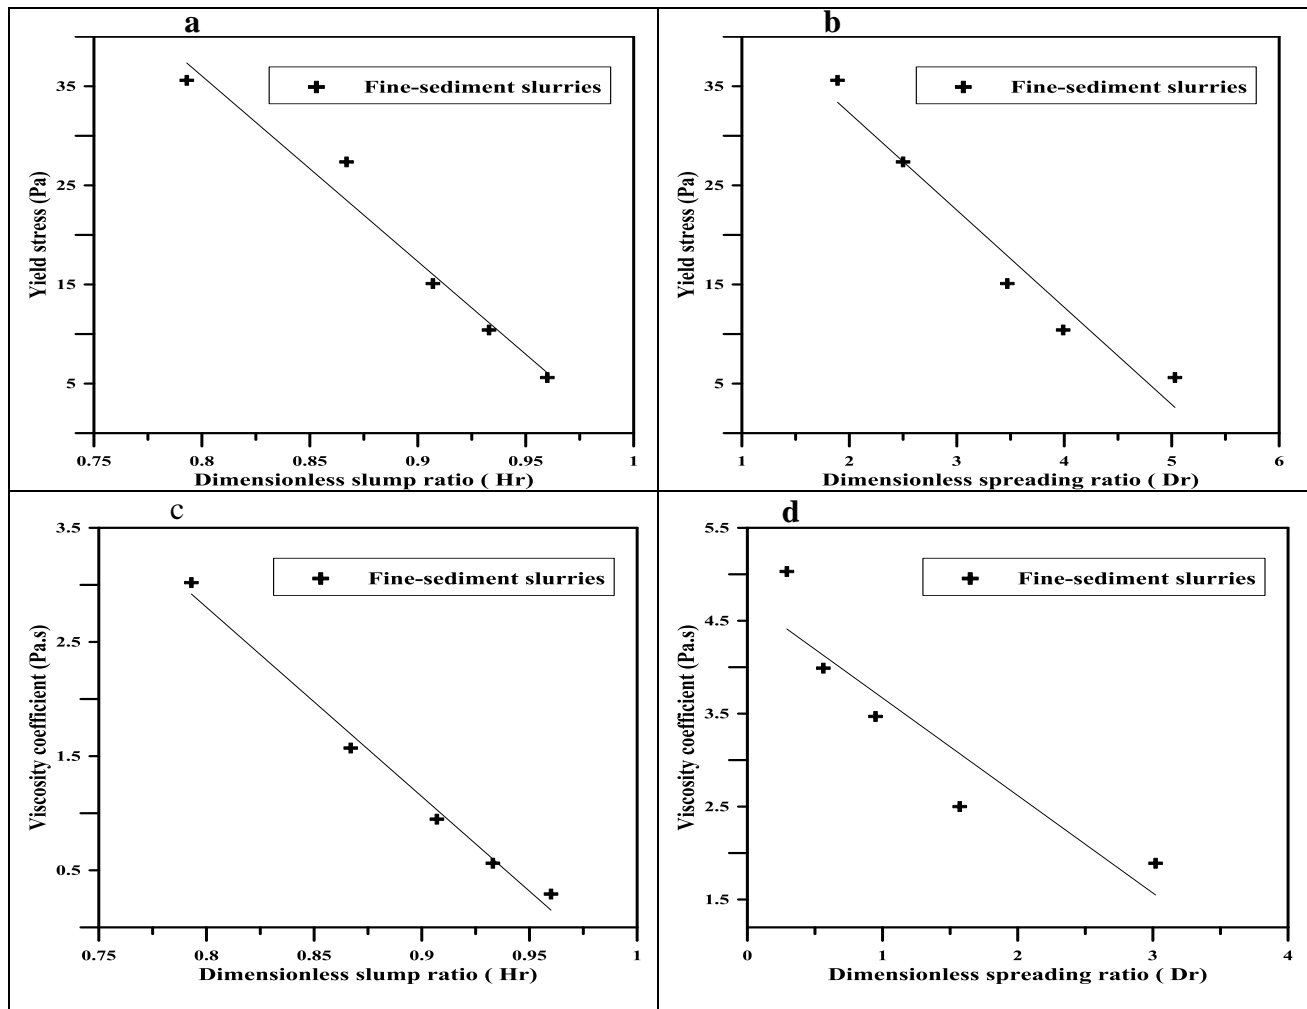 a
Fine-sediment slurries
Yield stress (Pa)
35
25
15
5
0.75 0.8 0.85 0.9 0.95 1
Dimensionless slump ratio ( Hr)
b
Fine-sediment slurries
Yield stress (Pa)
35
25
15
5
1 2 3 4 5 6
Dimensionless spreading ratio ( Dr)
c
Fine-sediment slurries
Viscosity coefficient (Pa.s)
3.5
2.5
1.5
0.5
0.75 0.8 0.85 0.9 0.95 1
Dimensionless slump ratio ( Hr)
d
Fine-sediment slurries
Viscosity coefficient (Pa.s)
5.5
4.5
3.5
2.5
1.5
0 1 2 3 4
Dimensionless spreading ratio ( Dr)